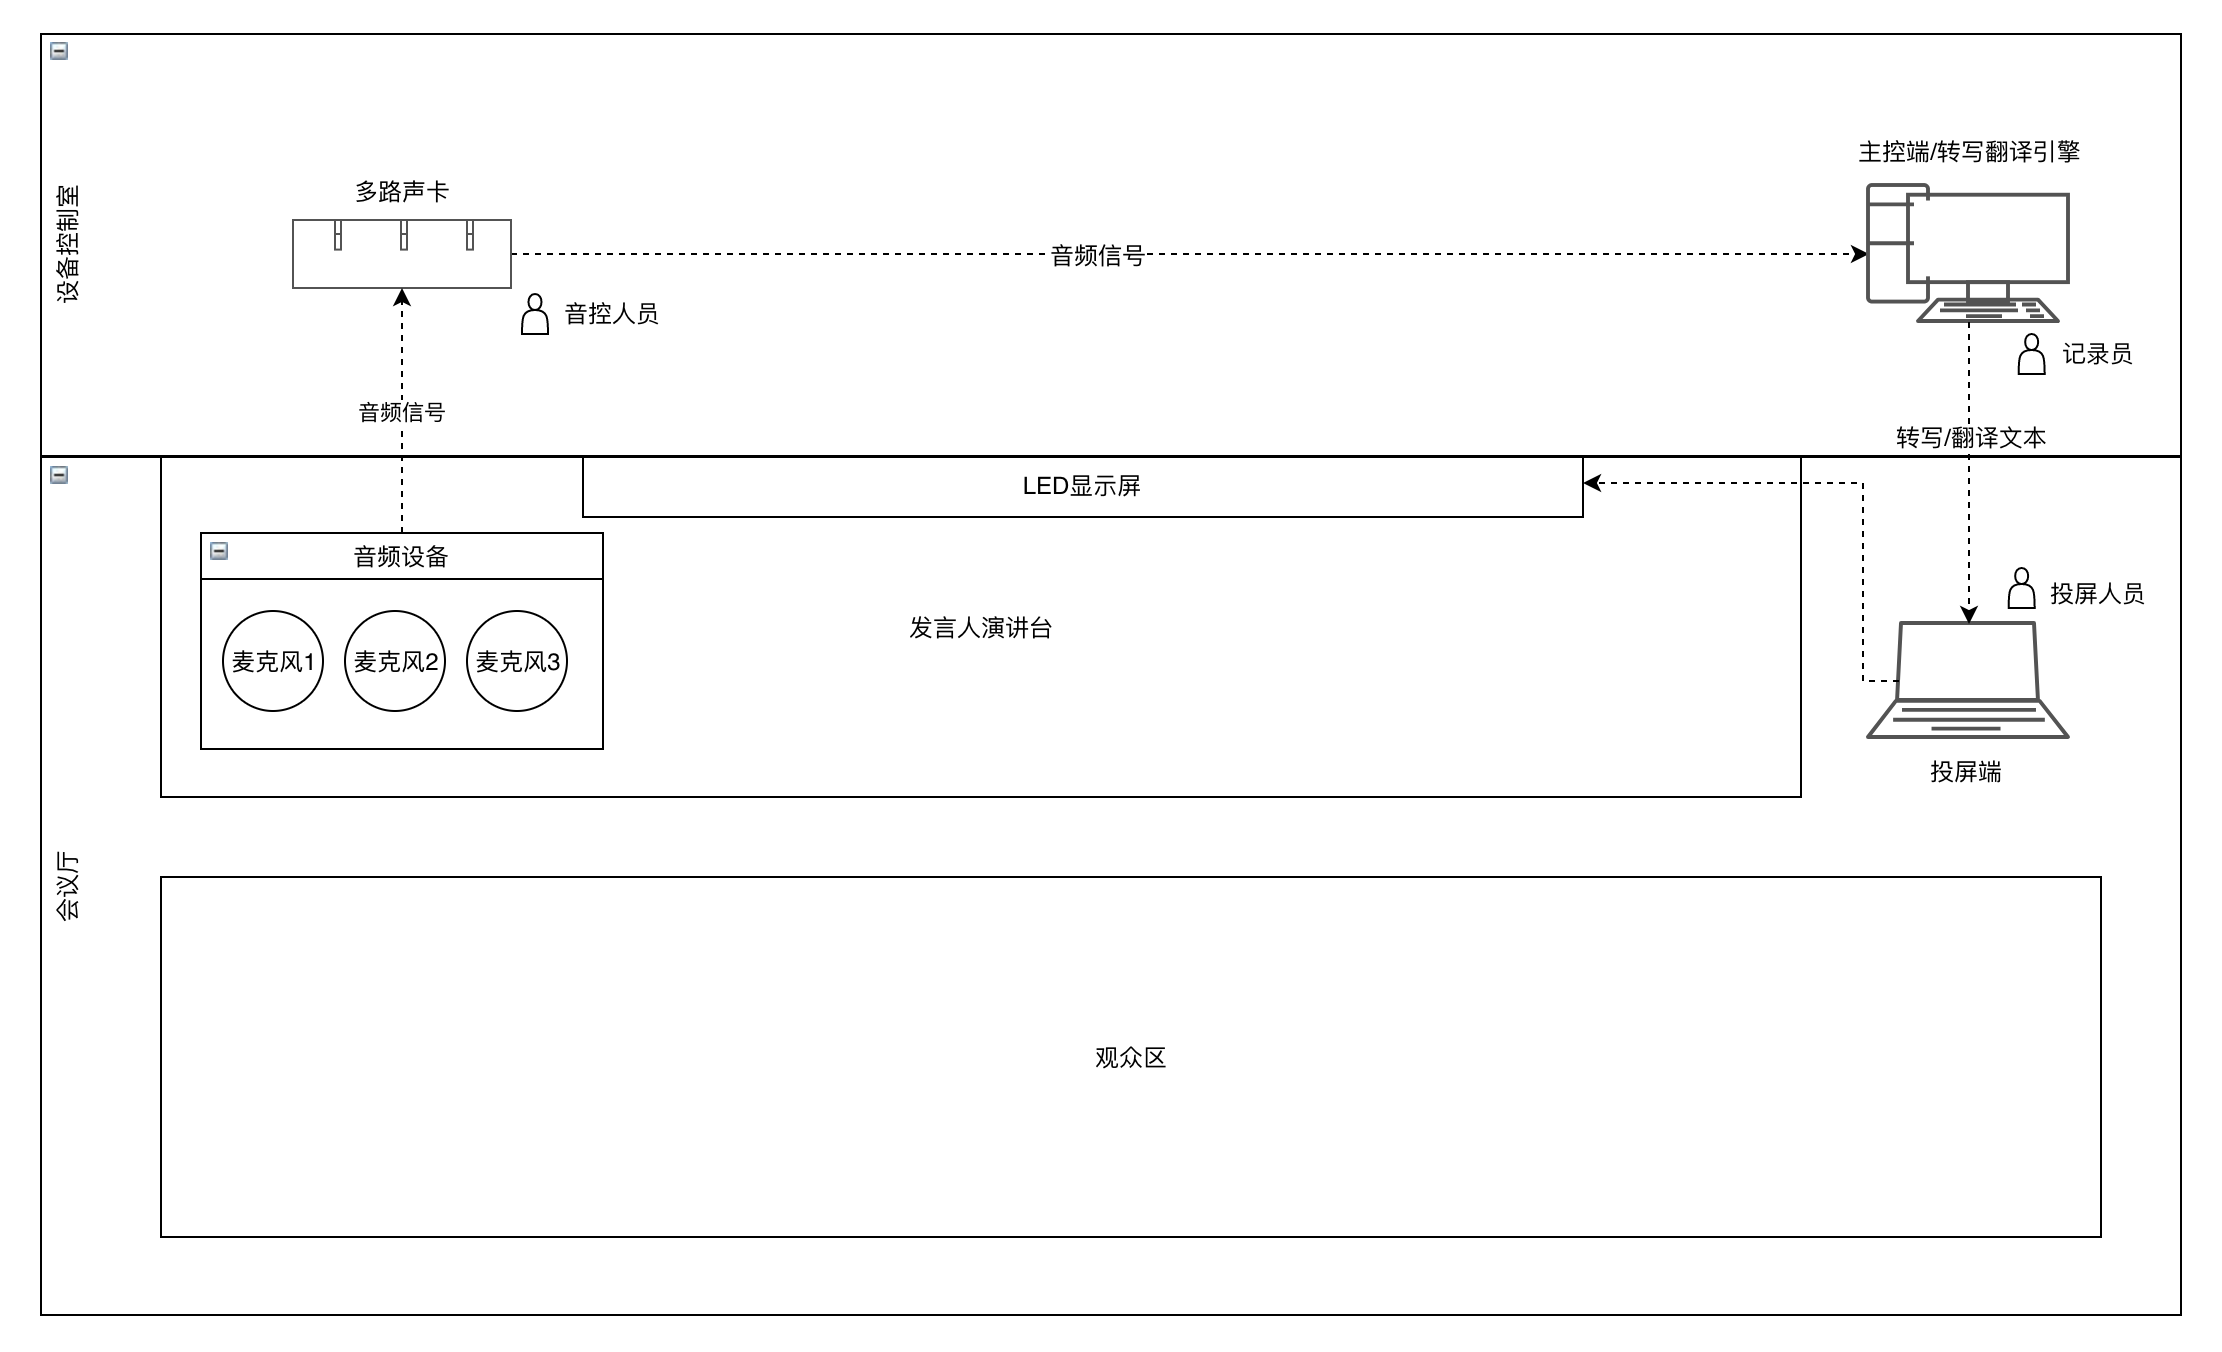 设备控制室
主控端/转写翻译引擎
多路声卡
音频信号
音控人员
记录员
音频信号
转写/翻译文本
会议厅
LED显示屏
音频设备
麦克风1
麦克风2
麦克风3
发言人演讲台
投屏人员
投屏端
观众区